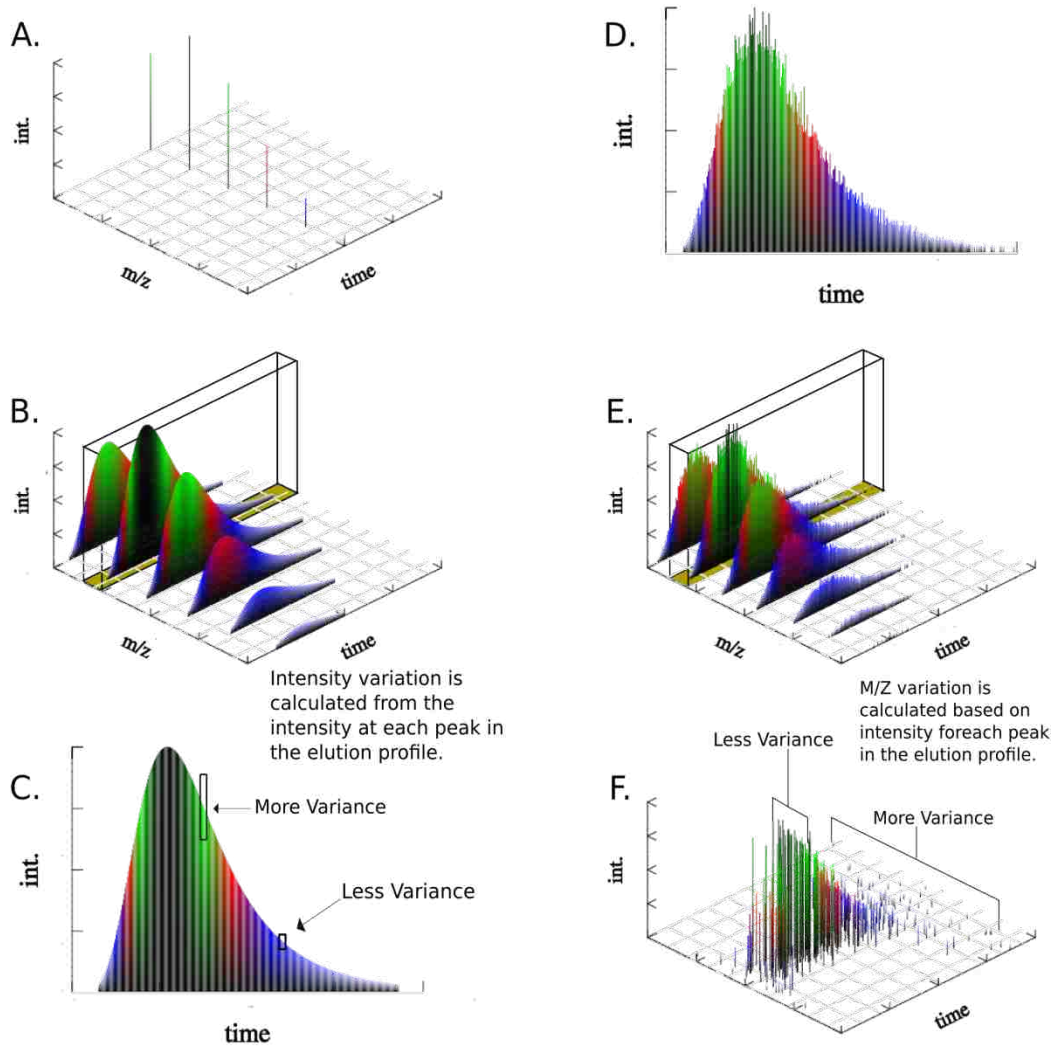 A.
int.
m/z
time
D.
int.
time
B.
int.
m/z
time
E.
int.
m/z
time
Intensity variation is
calculated from the
intensity at each peak in
the elution profile.
M/Z variation is
calculated based on
intensity foreach peak
in the elution profile.
C.
int.
More Variance
Less Variance
time
F.
Less Variance
More Variance
int.
time